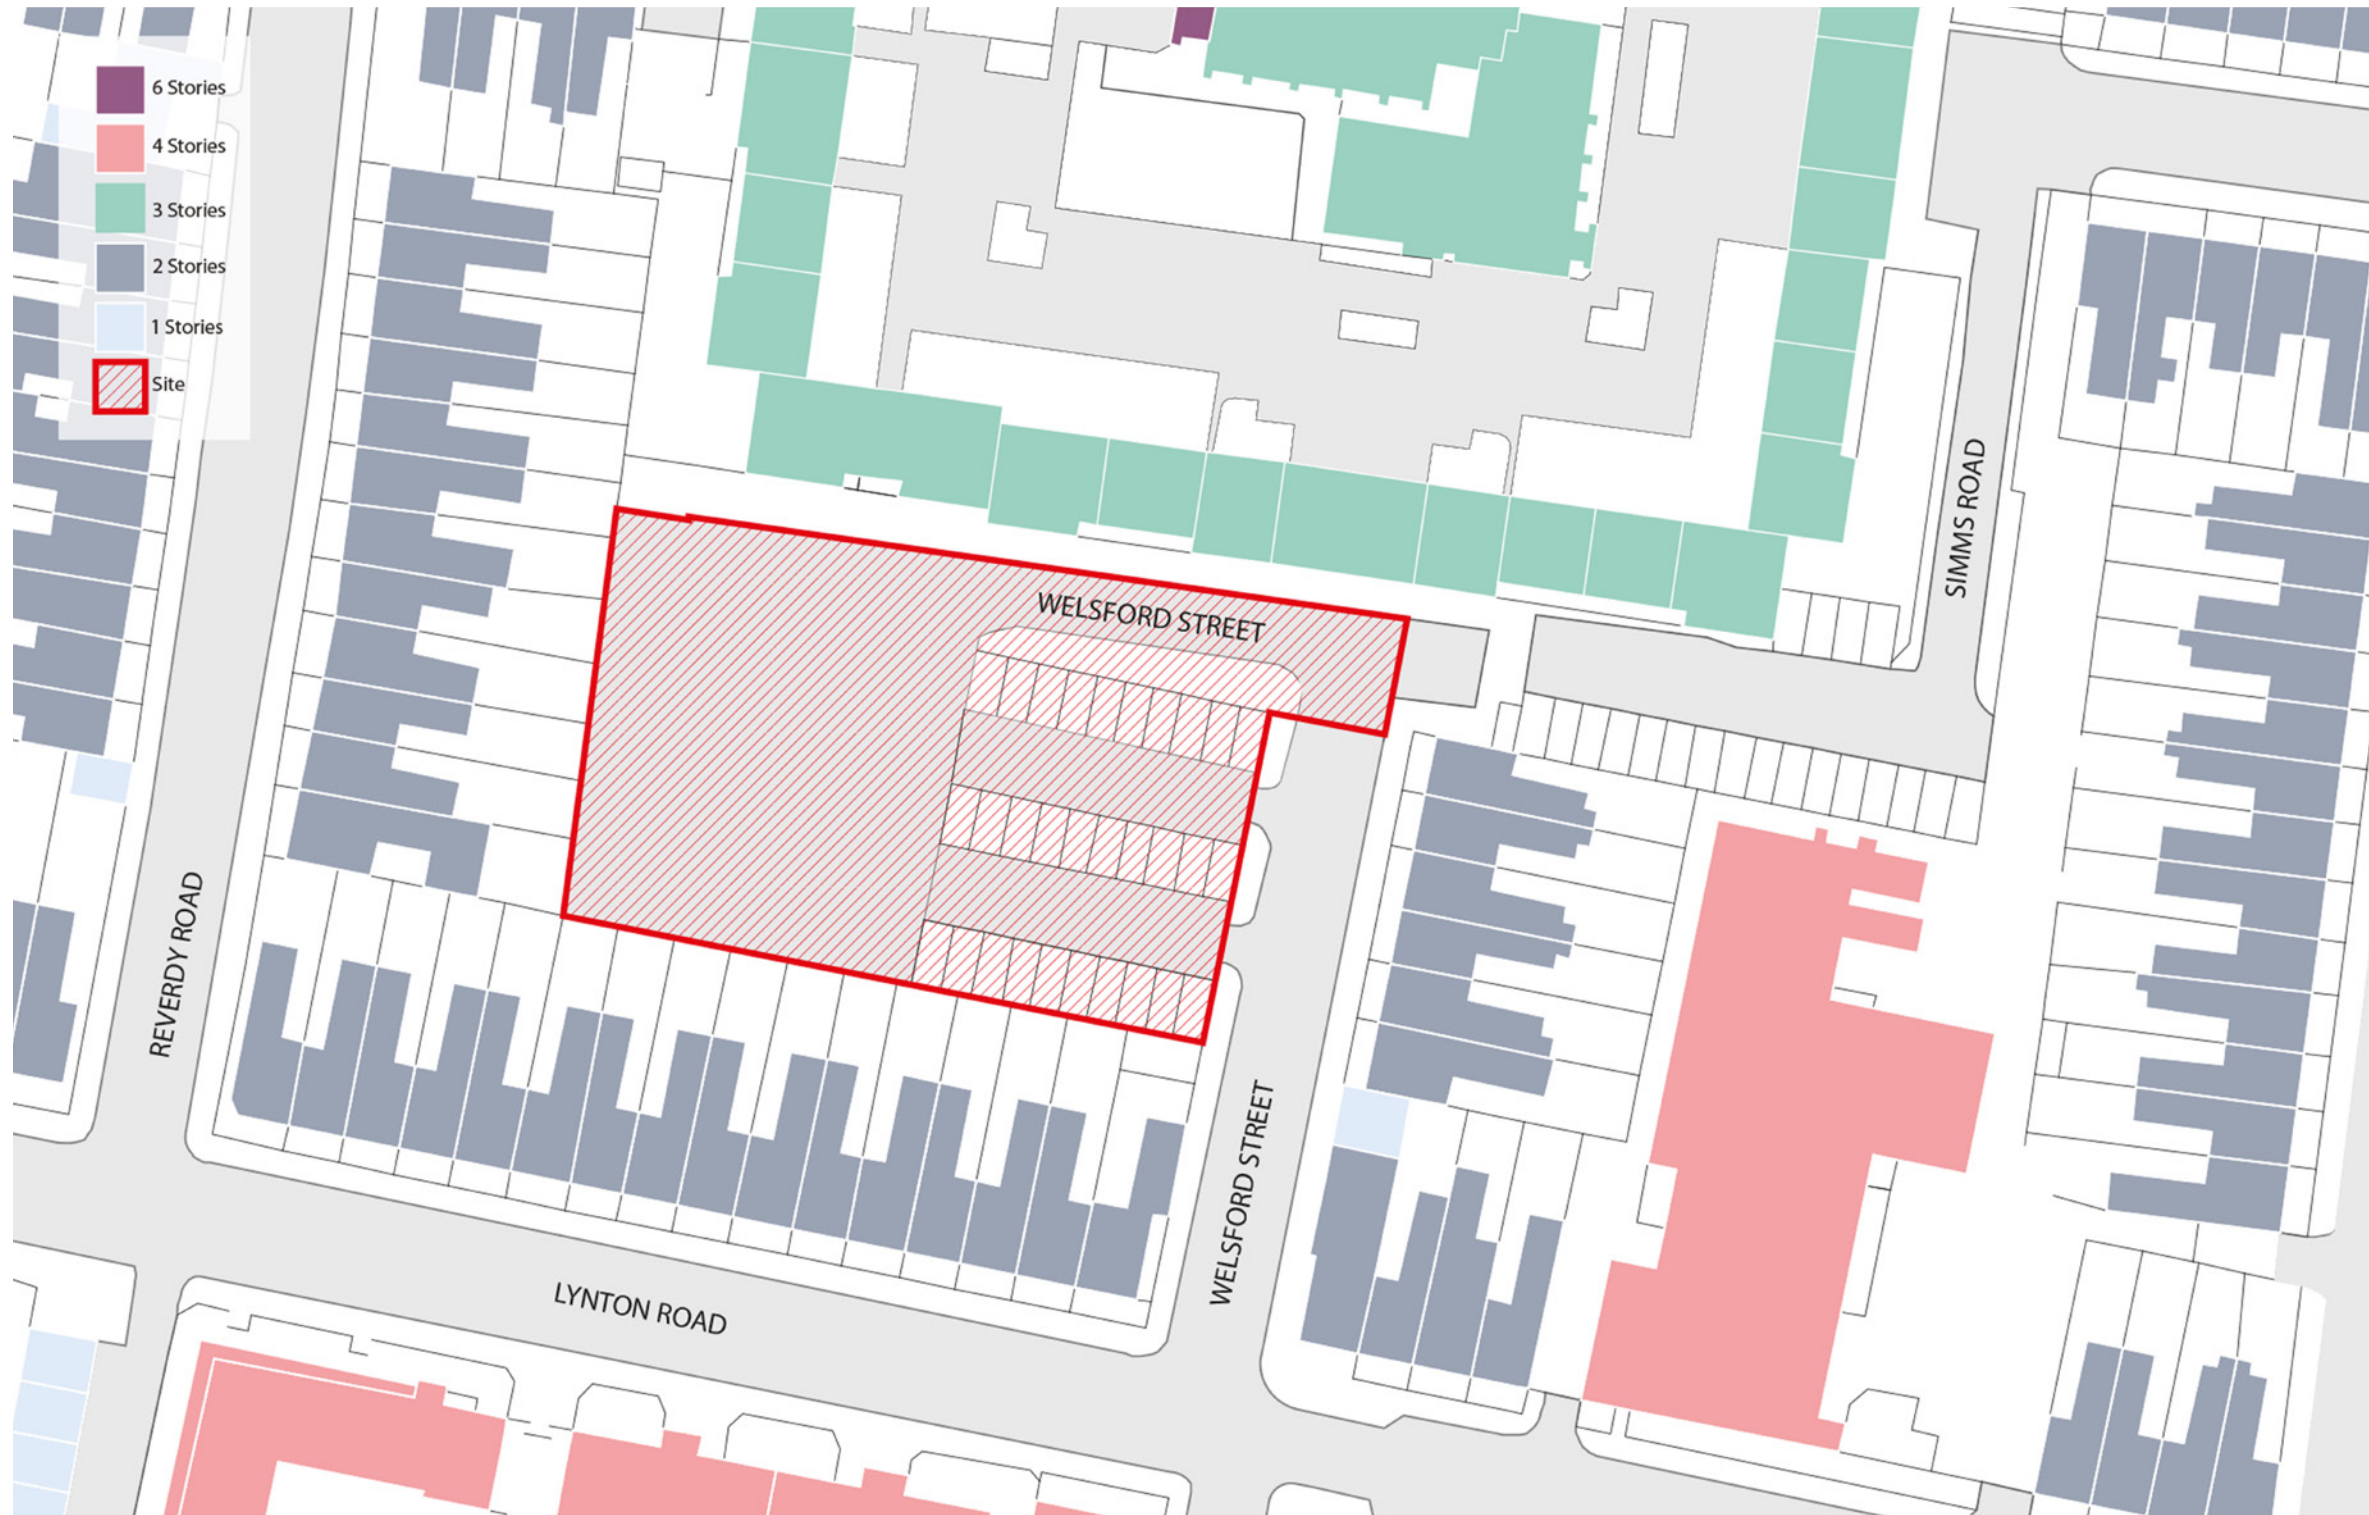 6 Stories
4 Stories
3 Stories
2 Stories
1 Stories
Site
WELSFORD STREET
SIMMS ROAD
REVERDY ROAD
WELSFORD STREET
LYNTON ROAD